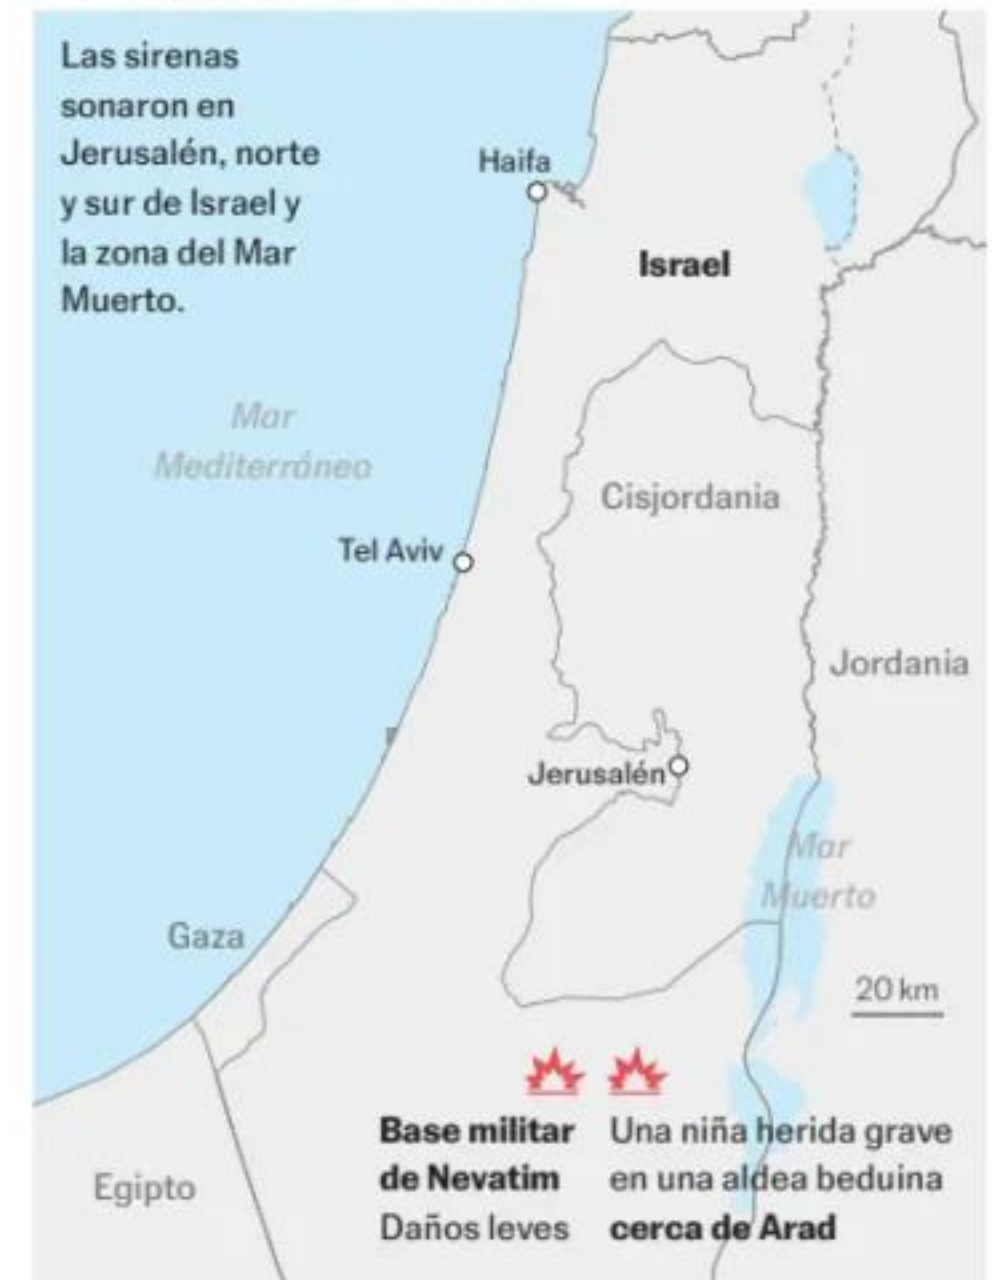 Las sirenas
sonaron en
Jerusalén, norte
y sur de Israel y
la zona del Mar
Muerto.
Haifa
Israel
Mar
Mediterráneo
Cisjordania
Tel Aviv
Jordania
Jerusalén
Mar
Muerto
Gaza
20 km
Base militar
de Nevatim
Daños leves
Una niña herida grave
en una aldea beduina
cerca de Arad
Egipto